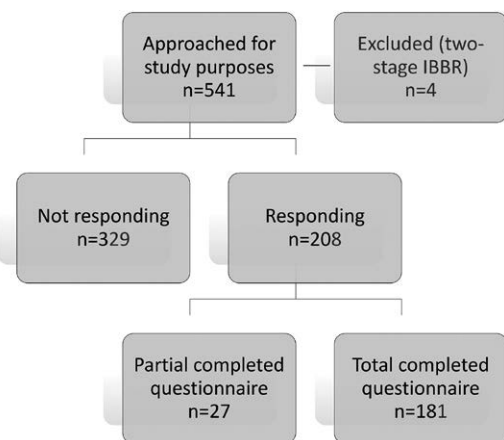 Approached for
study purposes
n=541
Excluded (two-
stage IBBR)
n=4
Not responding
n=329
Responding
n=208
Partial completed
questionnaire
n=27
Total completed
questionnaire
n=181